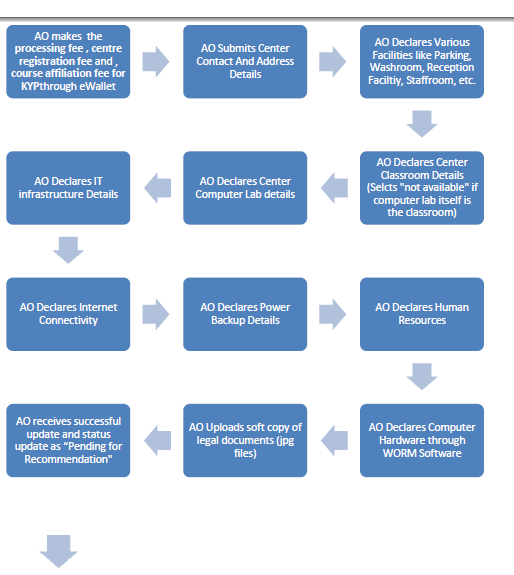 AO makes  the
processing fee , centre
registration fee and ,
course affiliation fee for
KYPthrough eWallet
AO Submits Center
Contact And Address
Details
AO Declares Various
Facilities like Parking,
Washroom, Reception
Faciltiy, Staffroom, etc.
AO Declares Center
Classroom Details
(Selcts "not available" if
computer lab itself is
the classroom)
AO Declares Center
Computer Lab details
AO Declares IT
infrastructure Details
AO Declares Internet
Connectivity
AO Declares Power
Backup Details
AO Declares Human
Resources
AO Declares Computer
Hardware through
WORM Software
AO Uploads soft copy of
legal documents (jpg
files)
AO receives successful
update and status
update as “Pending for
Recommendation"